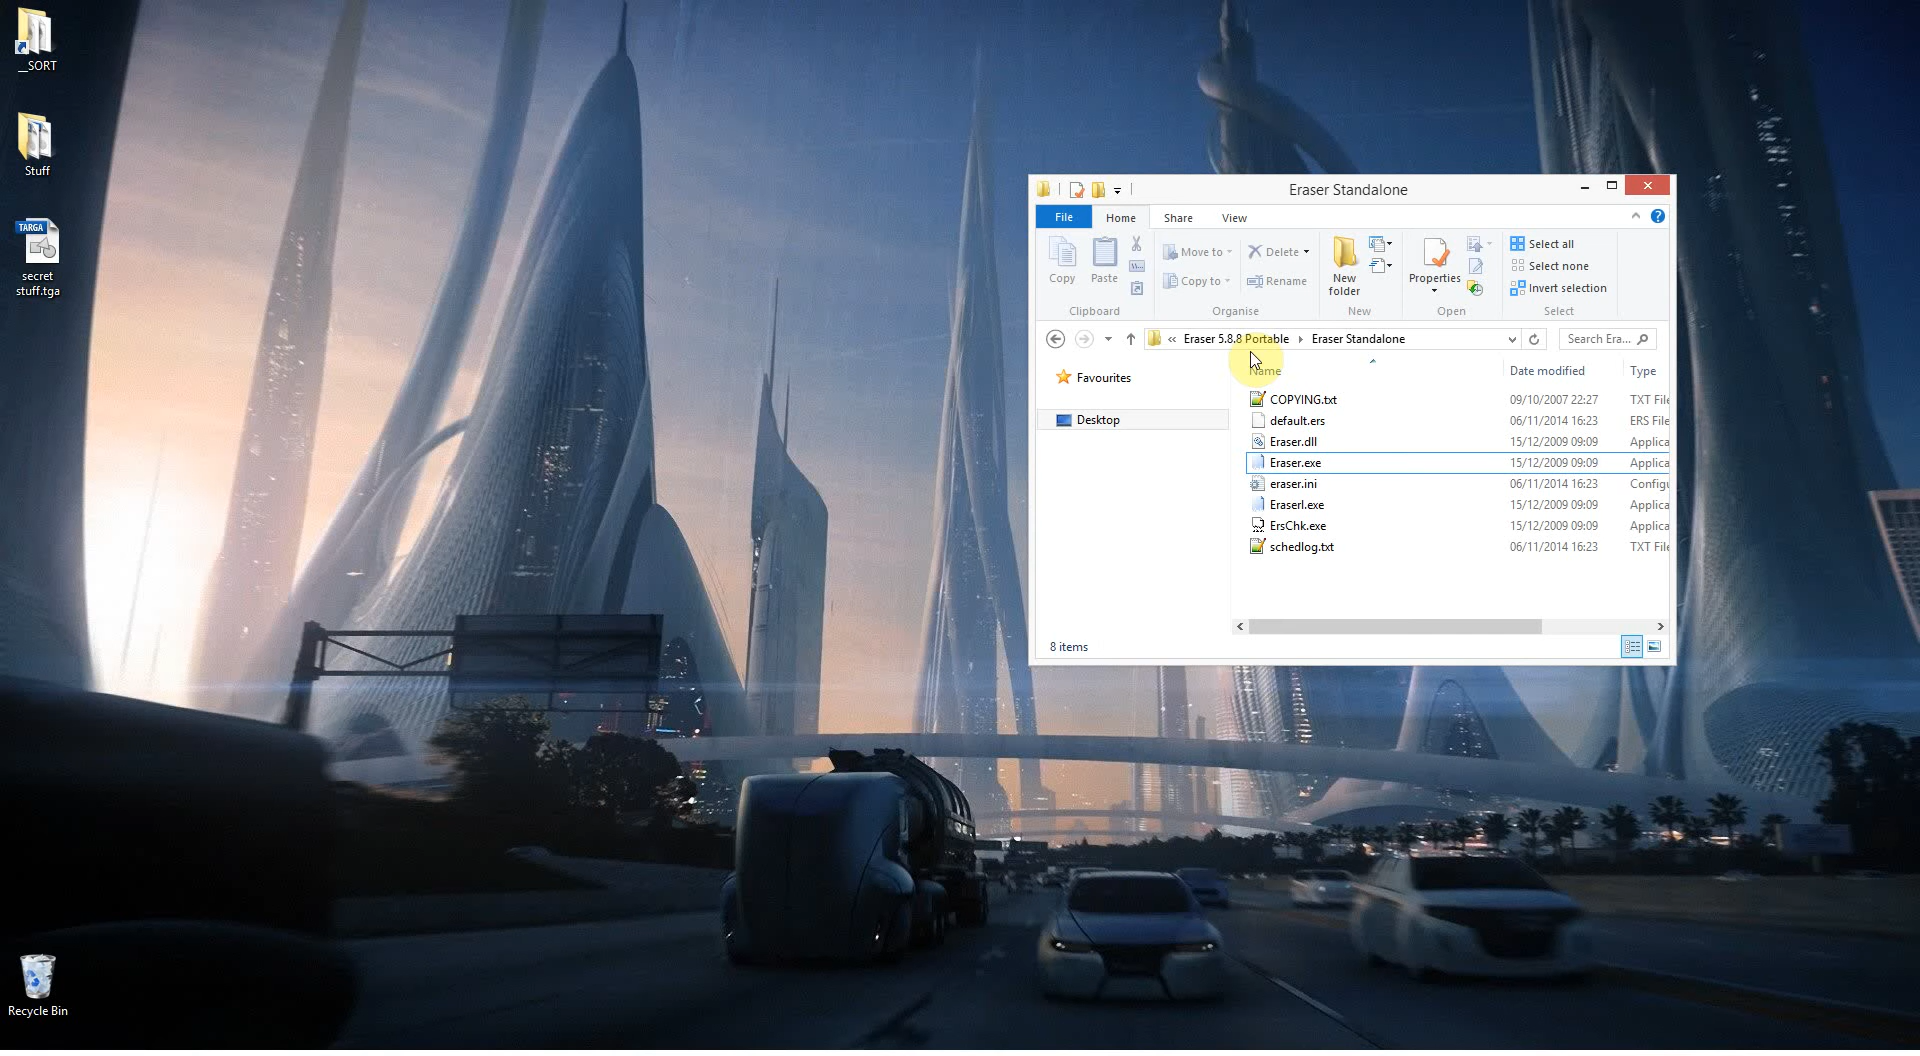 __SORT
Stuff
TARGA
secret
stuff.tga
Recycle Bin
Eraser Standalone
File Home Share View
Copy Paste Move to Copy to Delete Rename New folder Properties Select all Select none Invert selection
Clipboard Organise New Open Select
« Eraser 5.8.8 Portable Eraser Standalone Search Era...
Favourites
Desktop
Name Date modified Type
COPYING.txt 09/10/2007 22:27 TXT File
default.ers 06/11/2014 16:23 ERS File
Eraser.dll 15/12/2009 09:09 Applica
Eraser.exe 15/12/2009 09:09 Applica
eraser.ini 06/11/2014 16:23 Configu
Eraserl.exe 15/12/2009 09:09 Applica
ErsChk.exe 15/12/2009 09:09 Applica
schedlog.txt 06/11/2014 16:23 TXT File
8 items